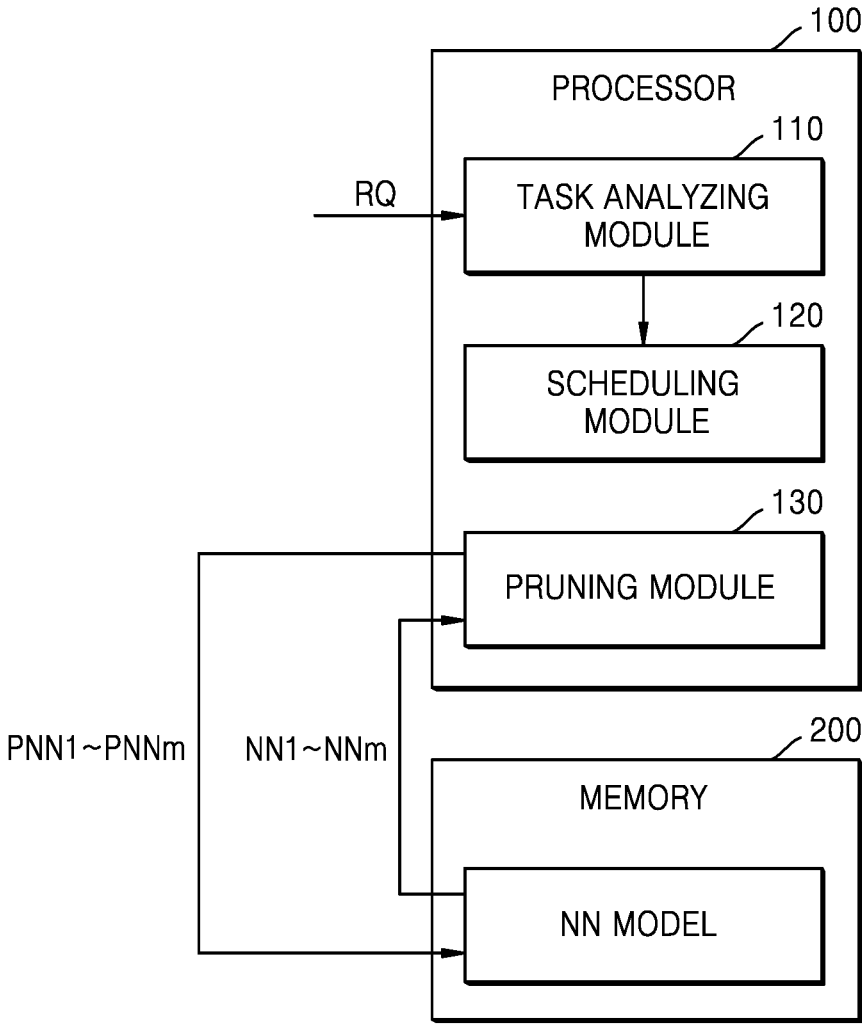 100
PROCESSOR
110
RQ
TASK ANALYZING
MODULE
120
SCHEDULING
MODULE
130
PRUNING MODULE
PNN1~PNNm
NN1~NNm
200
MEMORY
NN MODEL